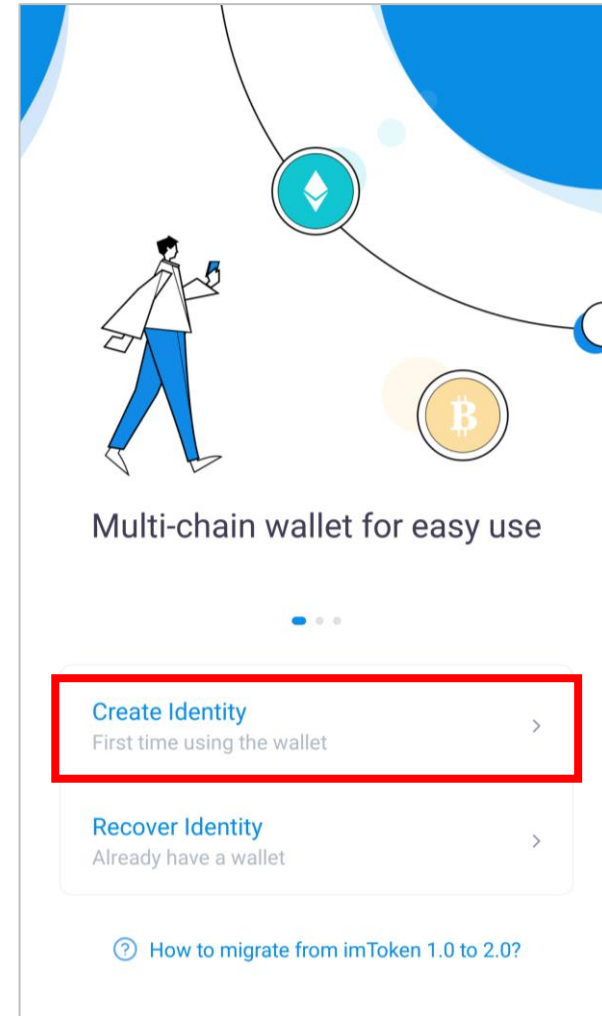 Multi-chain wallet for easy use
Create Identity
First time using the wallet
Recover Identity
Already have a wallet
? How to migrate from imToken 1.0 to 2.0?